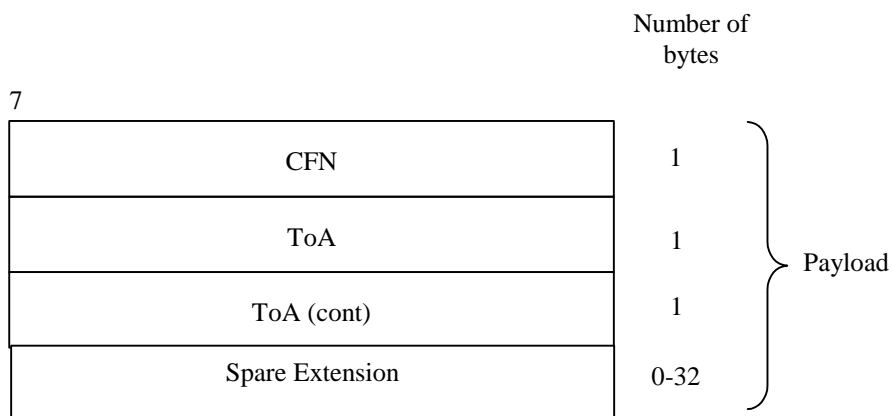 Number of
bytes
7
CFN 1
ToA 1
ToA (cont) 1
Payload
Spare Extension 0-32